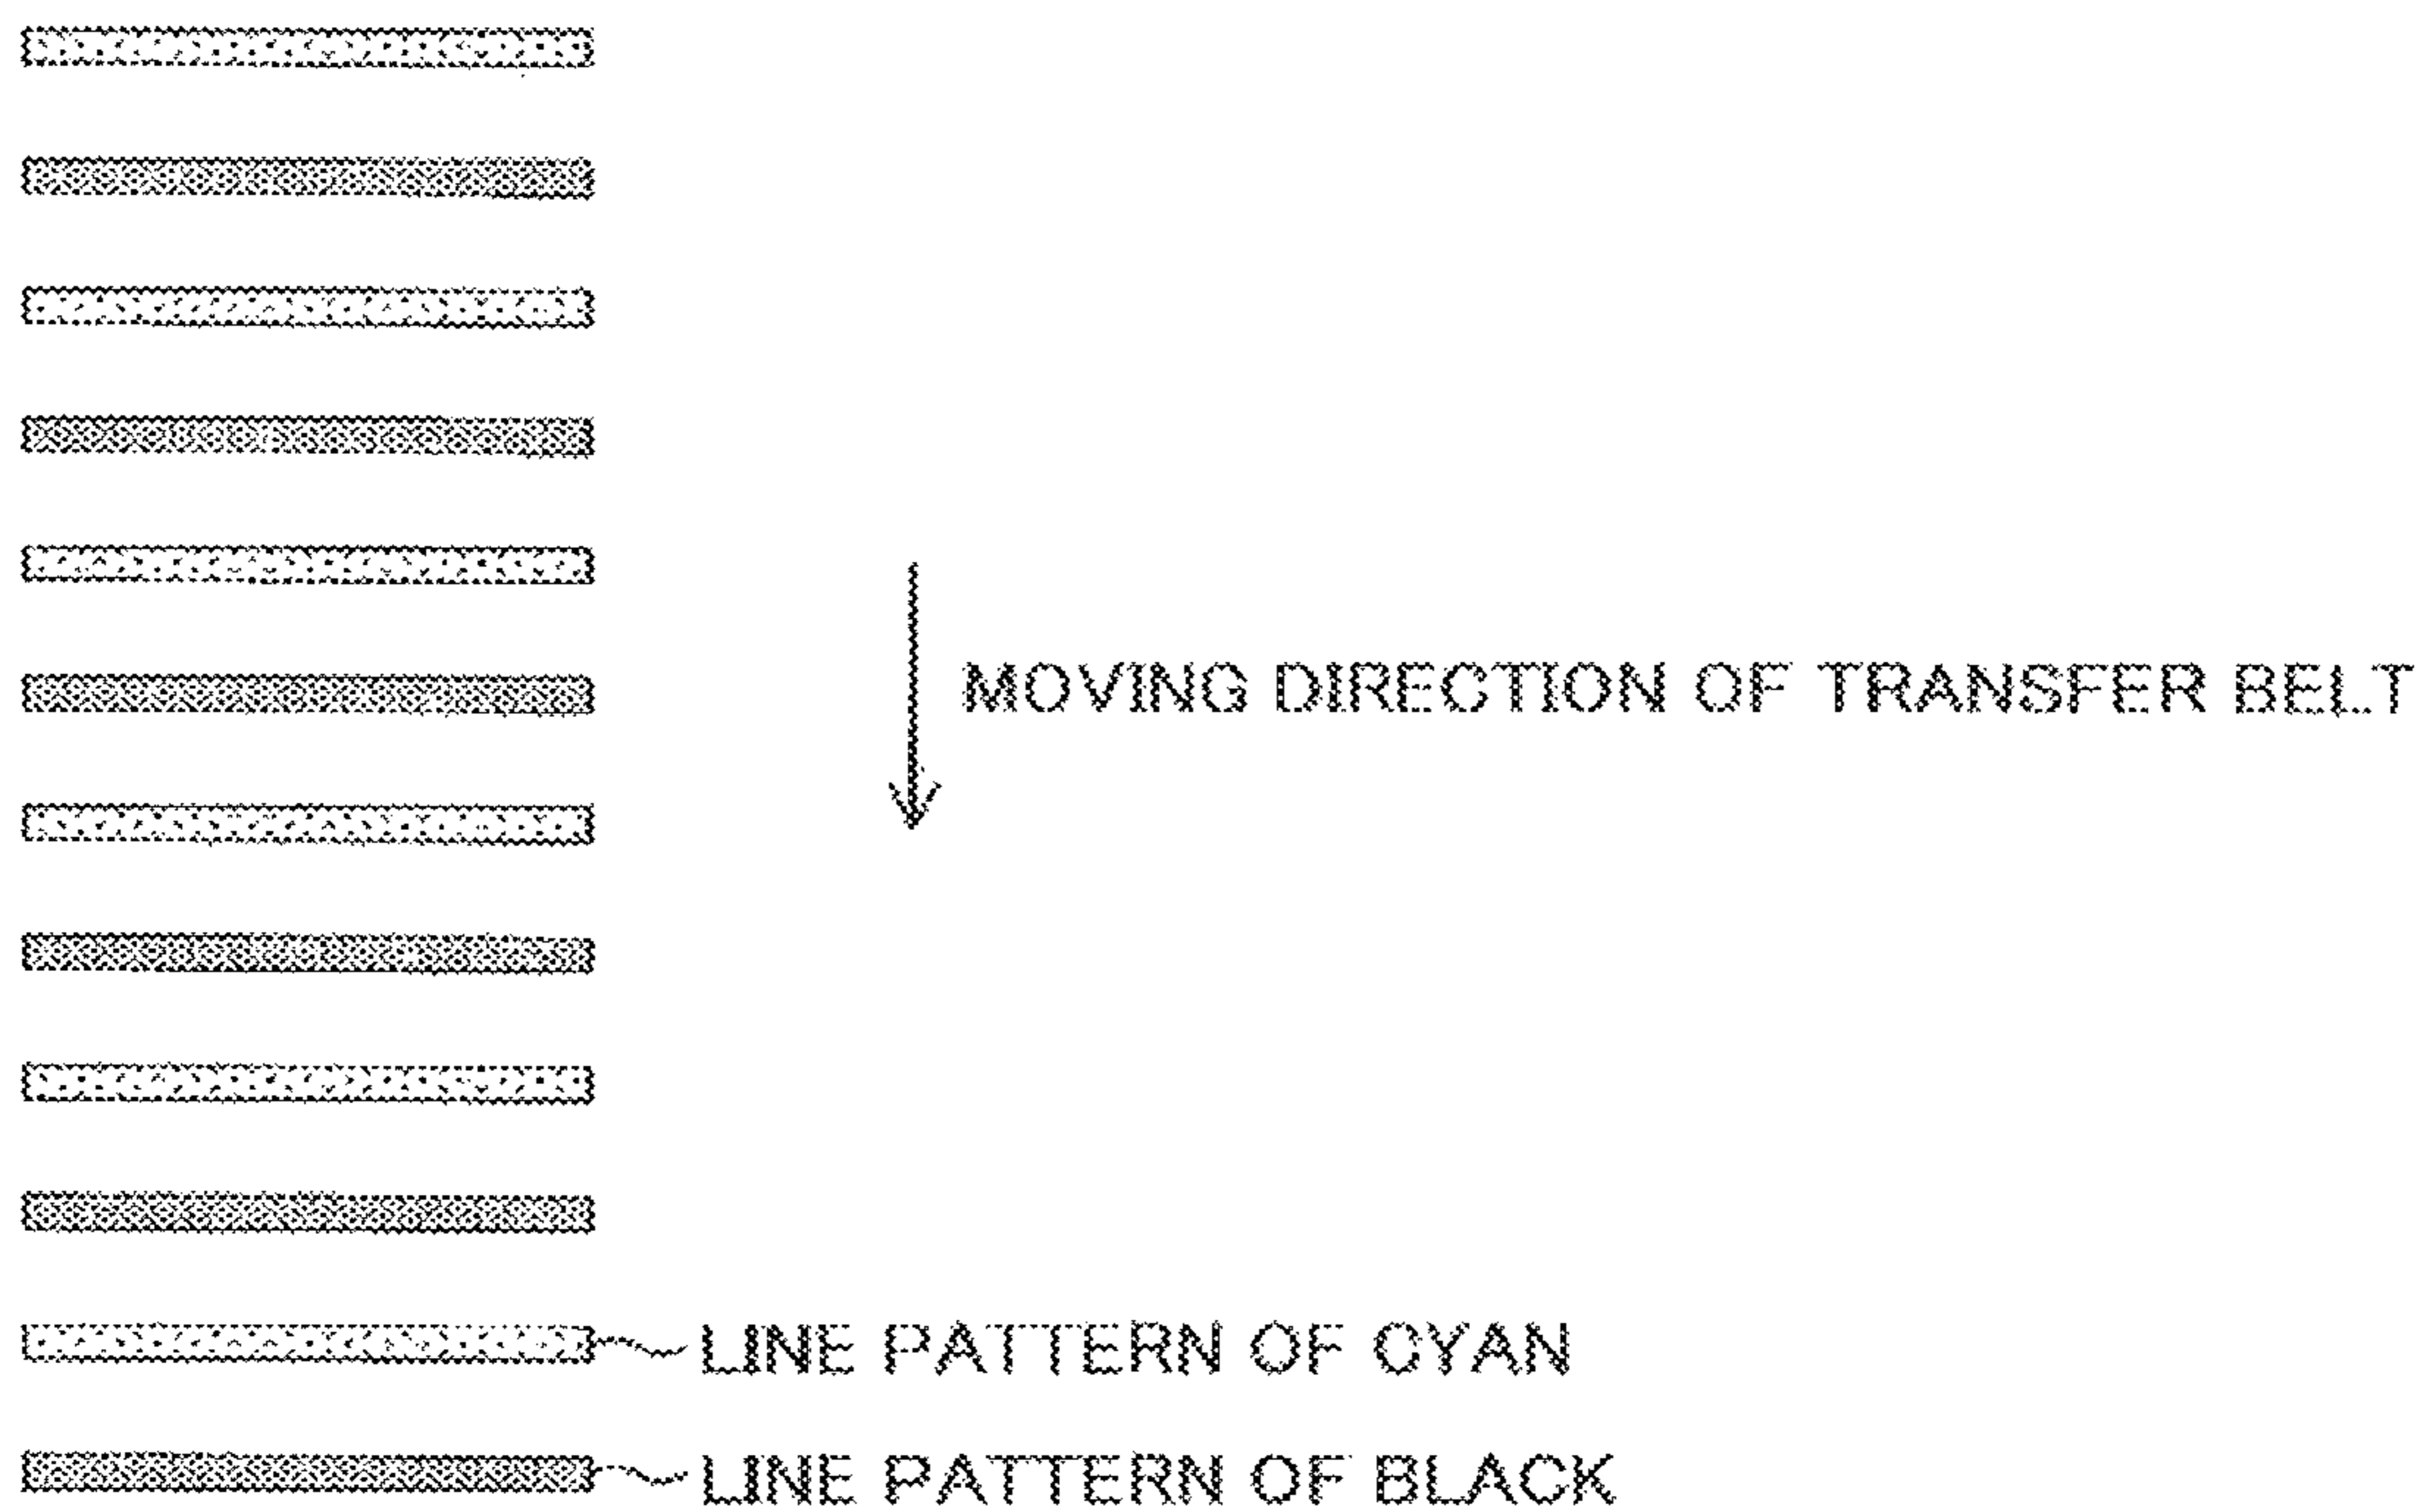 MOVING DIRECTION OF TRANSFER BELT
LINE PATTERN OF CYAN
LINE PATTERN OF BLACK